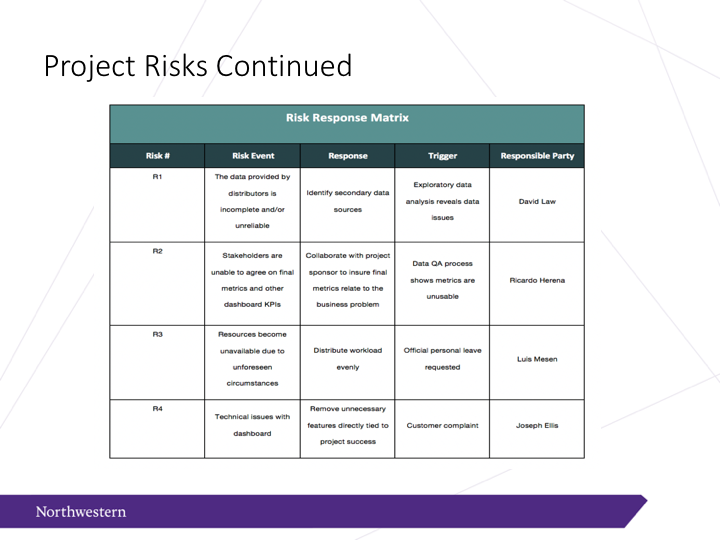 Project Risks Continued
Risk Response Matrix
Risk # Risk Event Response Trigger Responsible Party
R1
The data provided by
distributors is
incomplete and/or
unreliable
Identify secondary data
sources
Exploratory data
analysis reveals data
issues
David Law
R2
Stakeholders are
unable to agree on final
metrics and other
dashboard KPIs
Collaborate with project
sponsor to insure final
metrics relate to the
business problem
Data QA process
shows metrics are
unusable
Ricardo Herena
R3
Resources become
unavailable due to
unforeseen
circumstances
Distribute workload
evenly
Official personal leave
requested
Luis Mesen
R4
Technical issues with
dashboard
Remove unnecessary
features directly tied to
project success
Customer complaint
Joseph Ellis
Northwestern